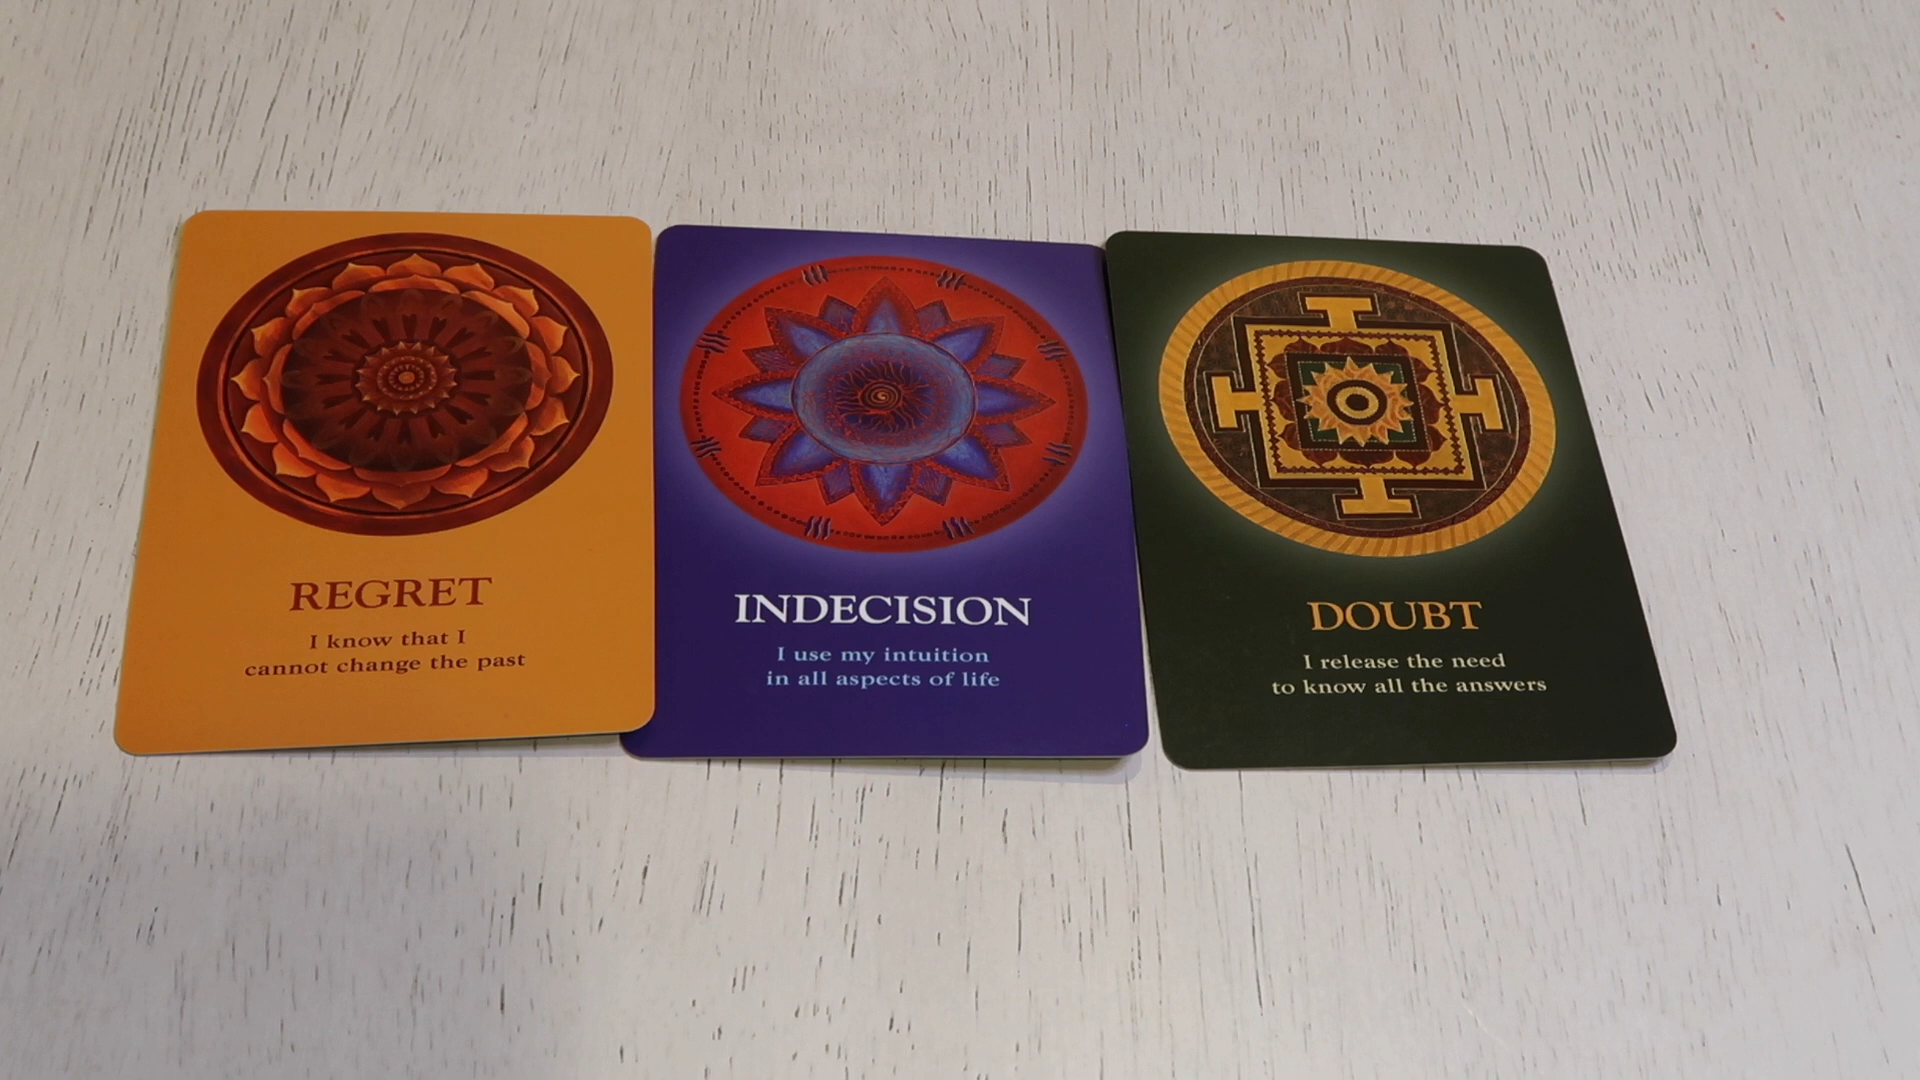 REGRET
I know that I
cannot change the past
INDECISION
I use my intuition
in all aspects of life
DOUBT
I release the need
to know all the answers